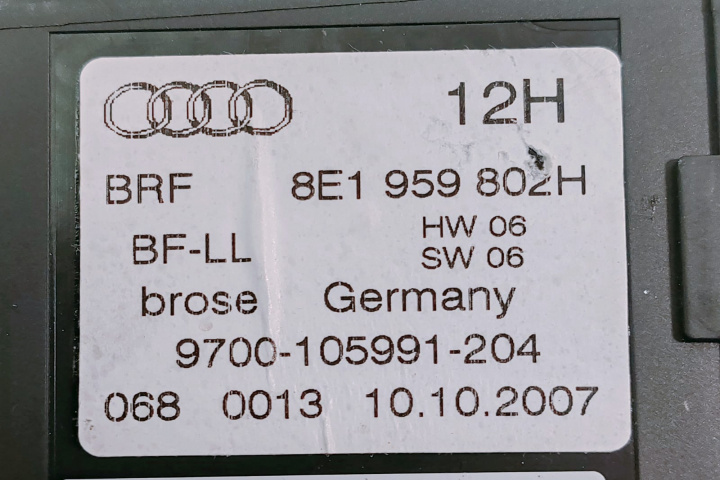 12H
BRF 8E1 959 802H
HW 06
BF-LL SW 06
brose Germany
9700-105991-204
068 0013 10.10.2007